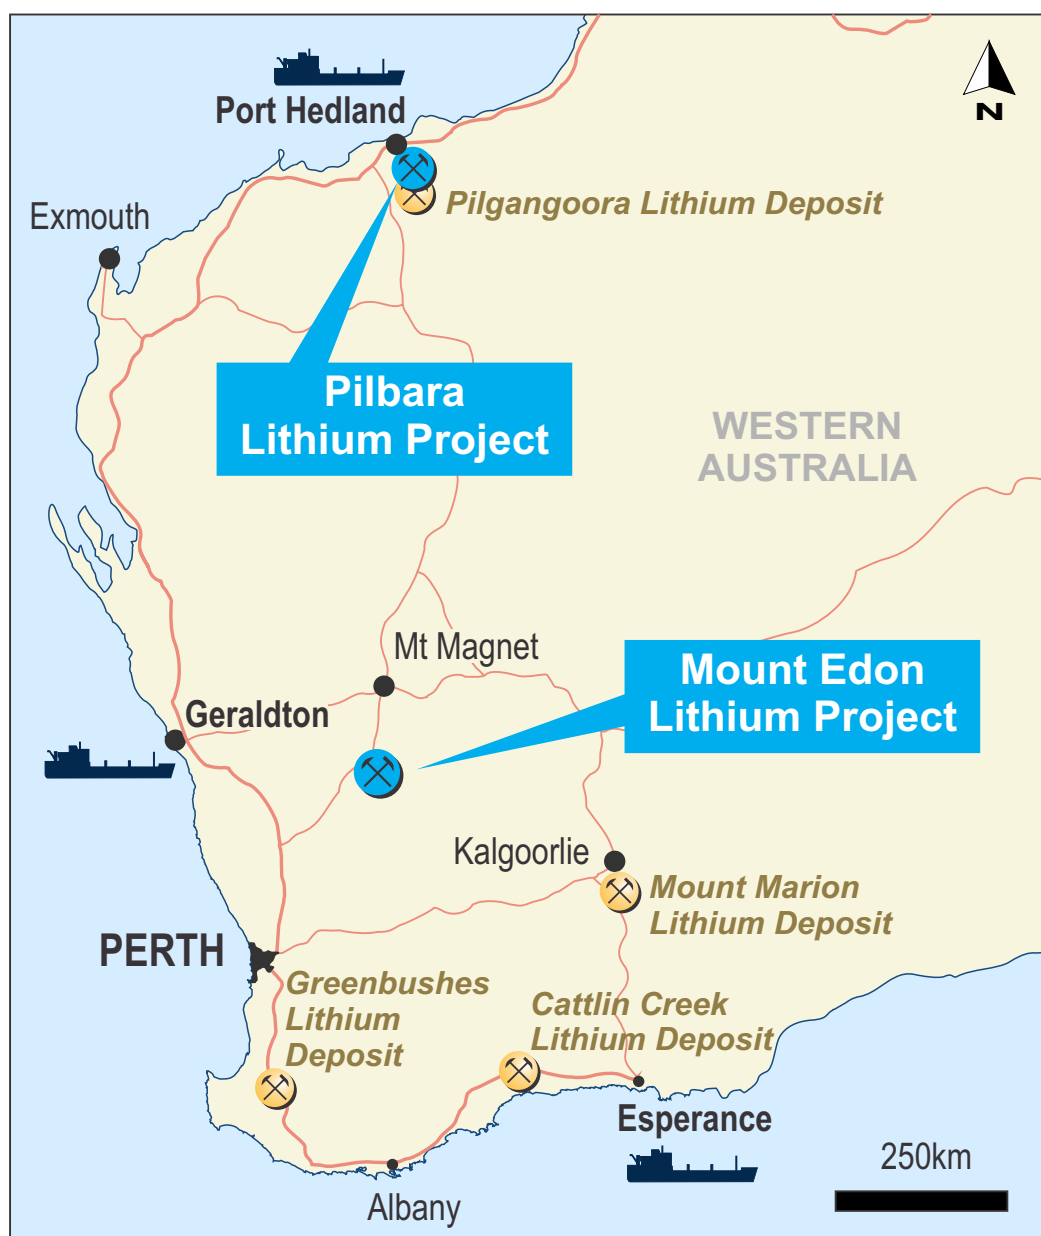 Port Hedland
N
Pilgangoora Lithium Deposit
Exmouth
Pilbara
Lithium Project
WESTERN
AUSTRALIA
Mt Magnet
Mount Edon
Lithium Project
Geraldton
Kalgoorlie
Mount Marion
Lithium Deposit
PERTH
Greenbushes
Lithium
Deposit
Cattlin Creek
Lithium Deposit
Esperance
250km
Albany